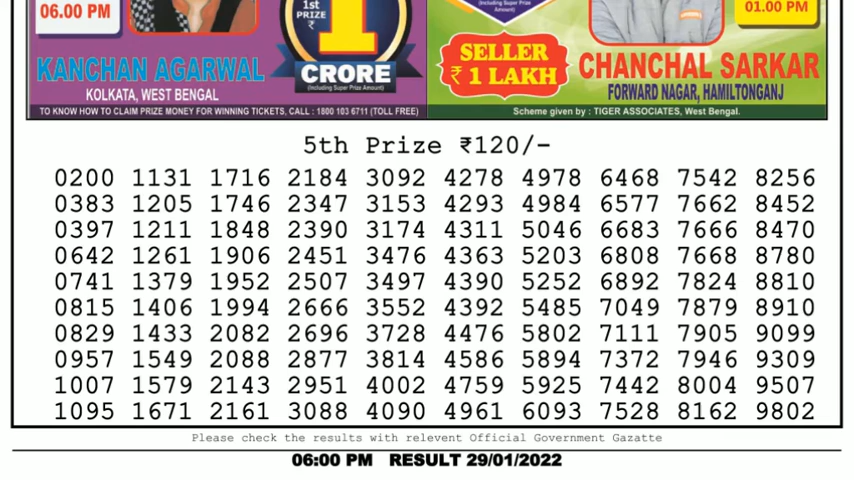 06.00 PM
1st
PRIZE
₹
1
CRORE
(Including Super Prize Amount)
KANCHAN AGARWAL
KOLKATA, WEST BENGAL
TO KNOW HOW TO CLAIM PRIZE MONEY FOR WINNING TICKETS, CALL : 1800 103 6711 (TOLL FREE)
(Including Super Prize
Amount)
01.00 PM
SELLER
₹ 1 LAKH
CHANCHAL SARKAR
FORWARD NAGAR, HAMILTONGANJ
Scheme given by : TIGER ASSOCIATES, West Bengal.
5th Prize ₹120/-
0200 1131 1716 2184 3092 4278 4978 6468 7542 8256
0383 1205 1746 2347 3153 4293 4984 6577 7662 8452
0397 1211 1848 2390 3174 4311 5046 6683 7666 8470
0642 1261 1906 2451 3476 4363 5203 6808 7668 8780
0741 1379 1952 2507 3497 4390 5252 6892 7824 8810
0815 1406 1994 2666 3552 4392 5485 7049 7879 8910
0829 1433 2082 2696 3728 4476 5802 7111 7905 9099
0957 1549 2088 2877 3814 4586 5894 7372 7946 9309
1007 1579 2143 2951 4002 4759 5925 7442 8004 9507
1095 1671 2161 3088 4090 4961 6093 7528 8162 9802
Please check the results with relevent Official Government Gazatte
06:00 PM RESULT 29/01/2022